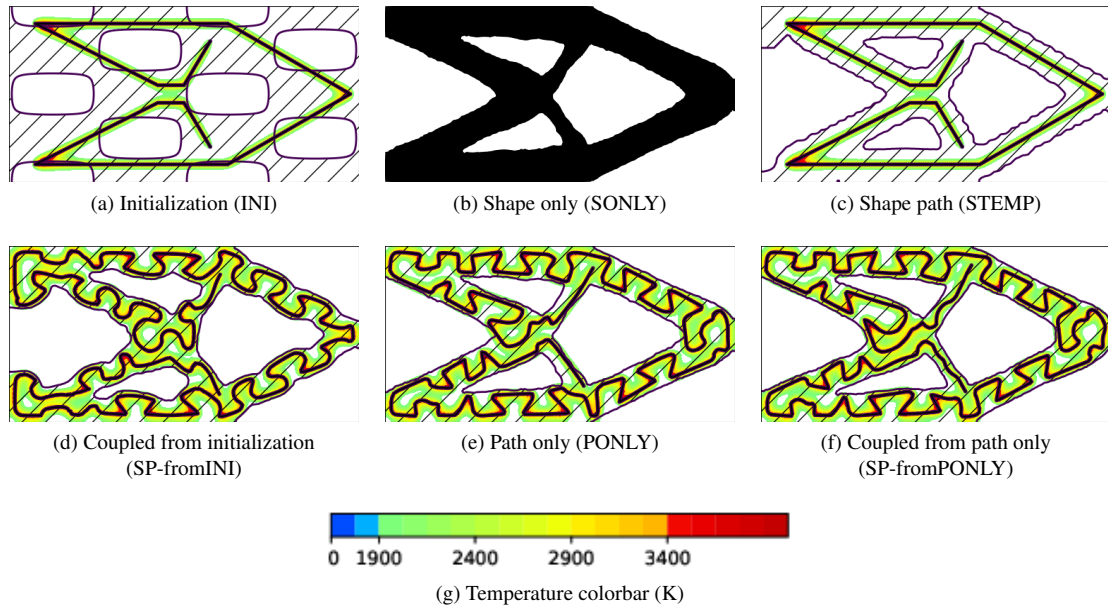 (a) Initialization (INI)
(b) Shape only (SONLY)
(c) Shape path (STEMP)
(d) Coupled from initialization
(SP-fromINI)
(e) Path only (PONLY)
(f) Coupled from path only
(SP-fromPONLY)
0 1900 2400 2900 3400
(g) Temperature colorbar (K)